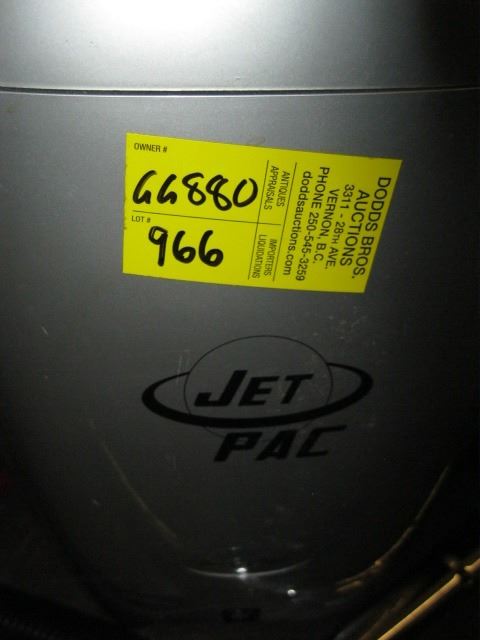 OWNER #
GG880
LOT #
966
ANTIQUES
APPRAISALS
IMPORTERS
LIQUIDATIONS
DODDS BROS.
AUCTIONS
3311 - 28TH AVE.
VERNON, B.C.
PHONE 250-545-3259
doddsauctions.com
JET
PAC